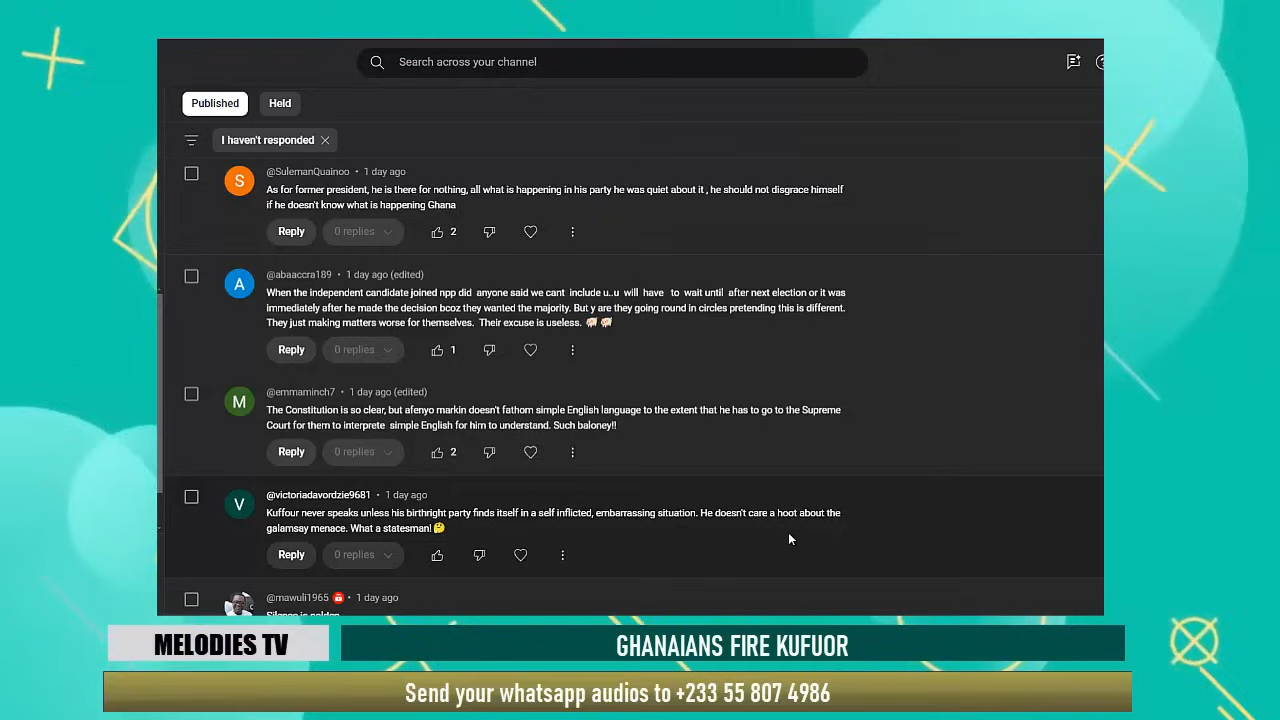 Search across your channel
Published
Held
I haven't responded
S
@SulemanQuainoo • 1 day ago
As for former president, he is there for nothing, all what is happening in his party he was quiet about it , he should not disgrace himself
if he doesn't know what is happening Ghana
Reply
0 replies
2
A
@abaaccra189 • 1 day ago (edited)
When the independent candidate joined npp did anyone said we cant include u..u will have to wait until after next election or it was
immediately after he made the decision bcoz they wanted the majority. But y are they going round in circles pretending this is different.
They just making matters worse for themselves. Their excuse is useless.
Reply
0 replies
1
M
@emmaminch7 • 1 day ago (edited)
The Constitution is so clear, but afenyo markin doesn't fathom simple English language to the extent that he has to go to the Supreme
Court for them to interpret simple English for him to understand. Such baloney!!
Reply
0 replies
2
V
@victoriadavordzie9681 • 1 day ago
Kuffour never speaks unless his birthright party finds itself in a self inflicted, embarrassing situation. He doesn't care a hoot about the
galamsay menace. What a statesman! 🤔
Reply
0 replies
@mawuli1965 • 1 day ago
Silence is golden
MELODIES TV
GHANAIANS FIRE KUFUOR
Send your whatsapp audios to +233 55 807 4986